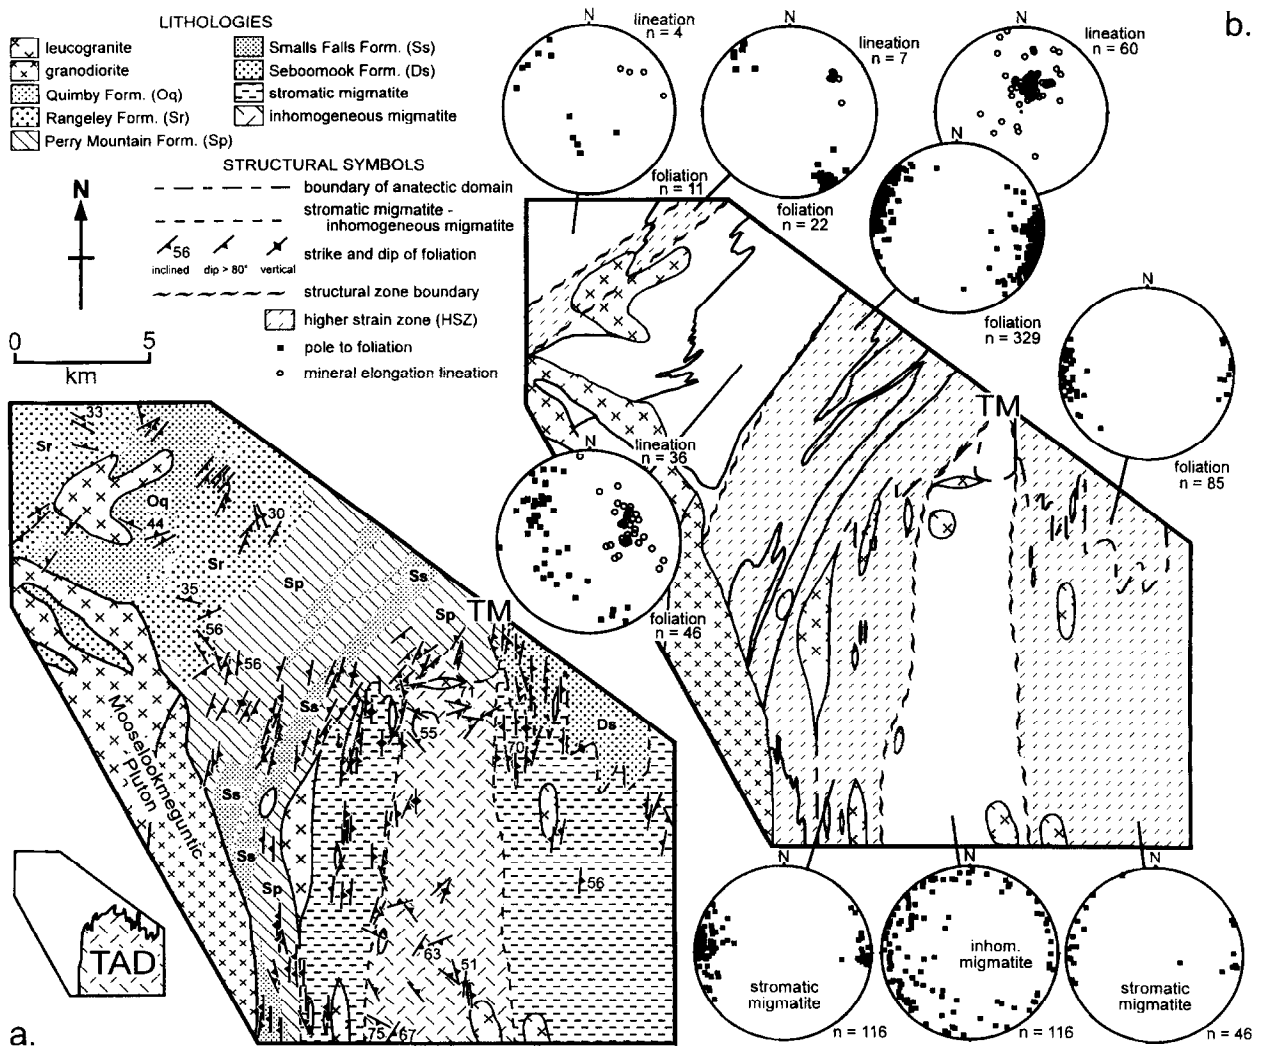 LITHOLOGIES
leucogranite
granodiorite
Quimby Form. (Oq)
Rangeley Form. (Sr)
Perry Mountain Form. (Sp)
Smalls Falls Form. (Ss)
Seboomook Form. (Ds)
stromatic migmatite
inhomogeneous migmatite
STRUCTURAL SYMBOLS
boundary of anatectic domain
stromatic migmatite -
inhomogeneous migmatite
56
inclined
dip > 80°
vertical
strike and dip of foliation
structural zone boundary
higher strain zone (HSZ)
pole to foliation
mineral elongation lineation
N
0 5
km
b.
N
lineation
n = 4
foliation
n = 11
N
lineation
n = 7
foliation
n = 22
N
lineation
n = 60
N
foliation
n = 329
N
foliation
n = 85
TM
N
lineation
n = 36
foliation
n = 46
N
stromatic
migmatite
n = 116
N
inhom.
migmatite
n = 116
N
stromatic
migmatite
n = 46
33
Sr
Oq
44
30
Sr
Sp
Ss
35
Sp
TM
56
56
Ss
71
55
Ds
70
Mooselookmeguntic
Pluton
Ss
Ss
Sp
56
63
51
75
67
TAD
a.